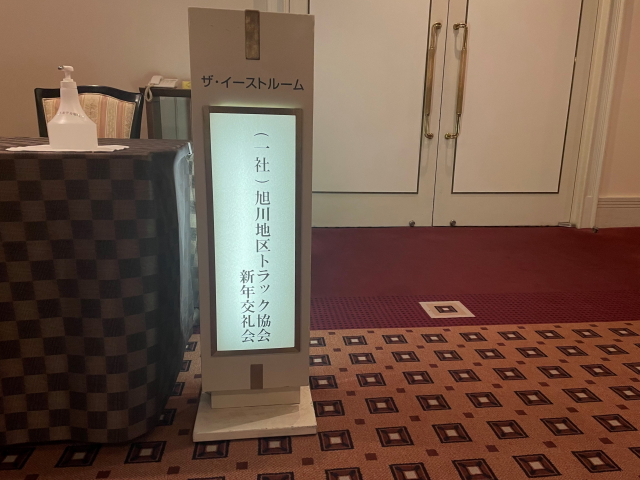 ザ・イーストルーム
（一社）旭川地区トラック協会
新年交礼会